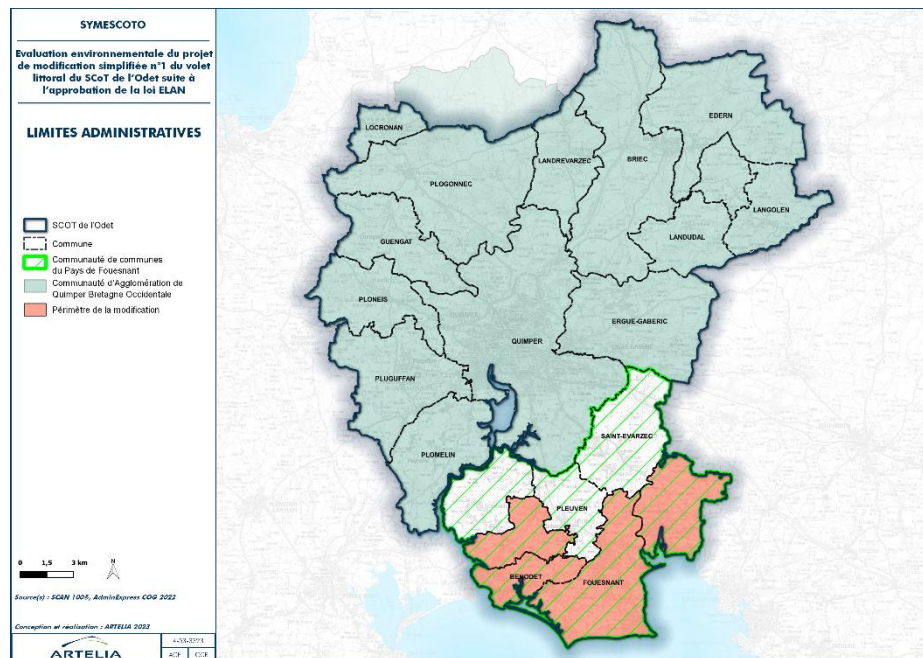 SYMESCOTO
Evaluation environnementale du projet
de modification simplifiée n°1 du volet
littoral du SCoT de l'Odet suite à
l'approbation de la loi ELAN
LIMITES ADMINISTRATIVES
SCOT de l'Odet
Commune
Communauté de communes
du Pays de Fouesnant
Communauté d'Agglomération de
Quimper Bretagne Occidentale
Périmètre de la modification
0 1,5 3 km
N
Source(s) : SCAN 100®, AdminExpress COG 2022
Conception et réalisation : ARTELIA 2023
ARTELIA
4-53-3323
LOCRONAN
PLOGONNEC
LANDREVARZEC
BRIEC
EDERN
LANGOLEN
LANDUDAL
GUENGAT
PLONEIS
QUIMPER
ERGUE-GABERIC
PLUGUFFAN
PLOMELIN
SAINT-EVARZEC
PLEUVEN
BENODET
FOUESNANT